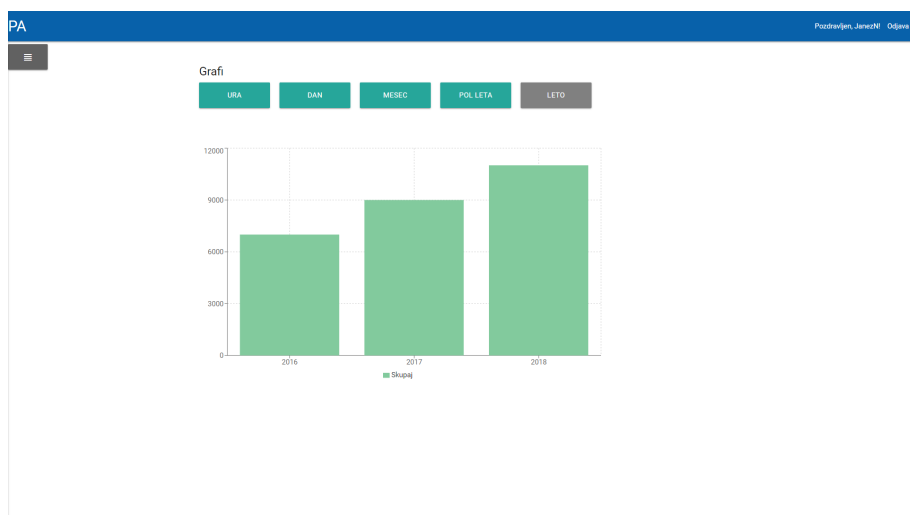 PA
Pozdravljen, JanezN! Odjava
Grafi
URA DAN MESEC POL LETA LETO
12000
9000
6000
3000
0
2016 2017 2018
Skupaj